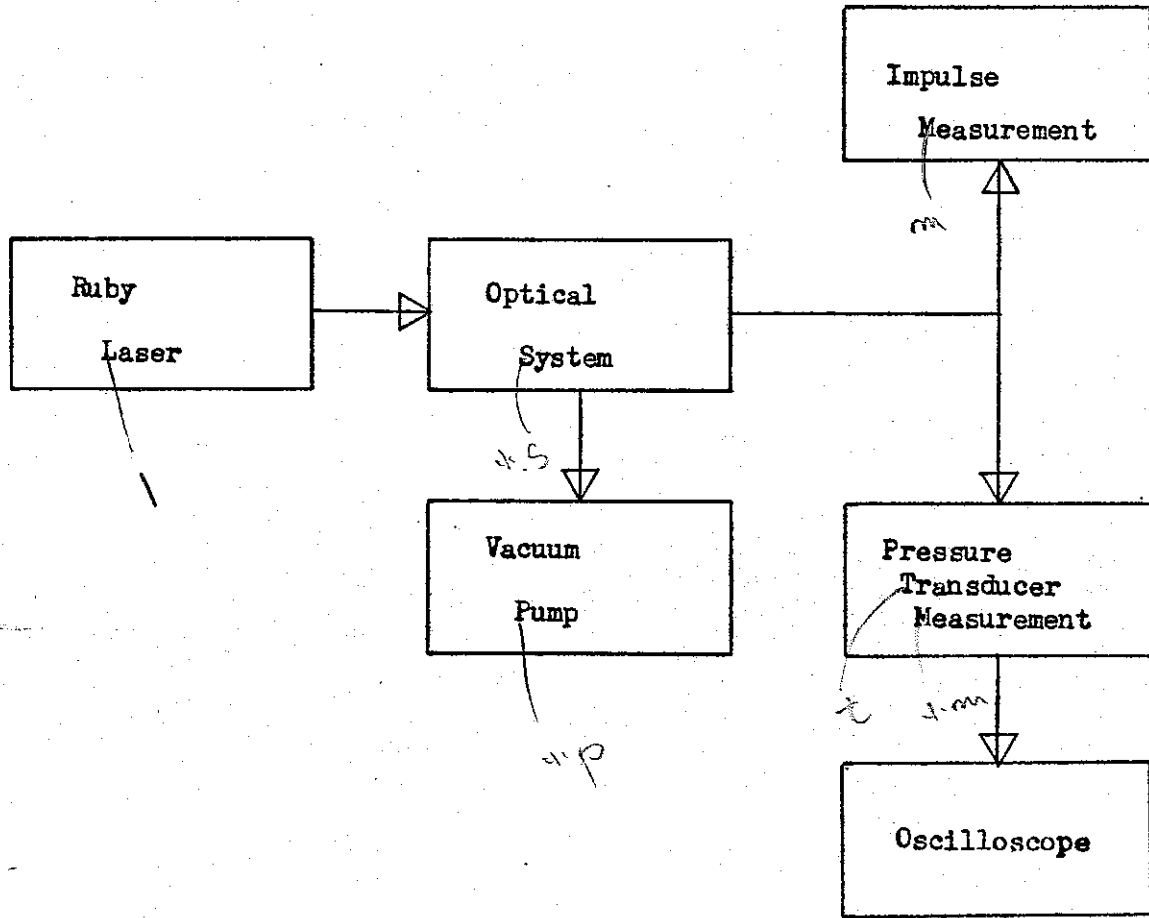 Impulse
Measurement
Ruby
Laser
Optical
System
Vacuum
Pump
Pressure
Transducer
Measurement
Oscilloscope